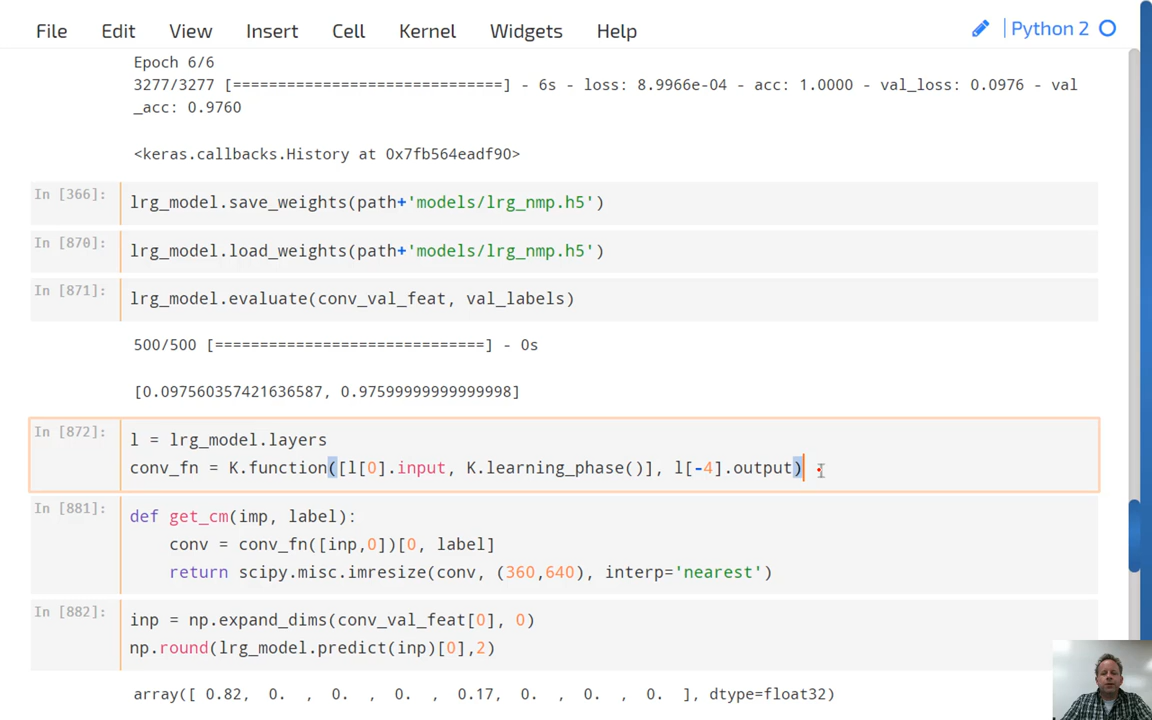 File Edit View Insert Cell Kernel Widgets Help Python 2
Epoch 6/6
3277/3277 [==============================] - 6s - loss: 8.9966e-04 - acc: 1.0000 - val_loss: 0.0976 - val
_acc: 0.9760
<keras.callbacks.History at 0x7fb564eadf90>
In [366]: lrg_model.save_weights(path+'models/lrg_nmp.h5')
In [870]: lrg_model.load_weights(path+'models/lrg_nmp.h5')
In [871]: lrg_model.evaluate(conv_val_feat, val_labels)
500/500 [==============================] - 0s
[0.097560357421636587, 0.97599999999999998]
In [872]: l = lrg_model.layers
conv_fn = K.function([l[0].input, K.learning_phase()], l[-4].output)
In [881]: def get_cm(imp, label):
    conv = conv_fn([inp,0])[0, label]
    return scipy.misc.imresize(conv, (360,640), interp='nearest')
In [882]: inp = np.expand_dims(conv_val_feat[0], 0)
np.round(lrg_model.predict(inp)[0],2)
array([ 0.82, 0. , 0. , 0. , 0.17, 0. , 0. , 0. ], dtype=float32)